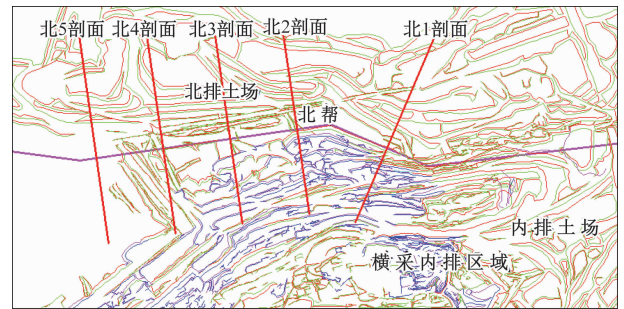 北5剖面 北4剖面 北3剖面 北2剖面 北1剖面
北排土场
北 帮
内 排 土 场
横 采 内 排 区 域